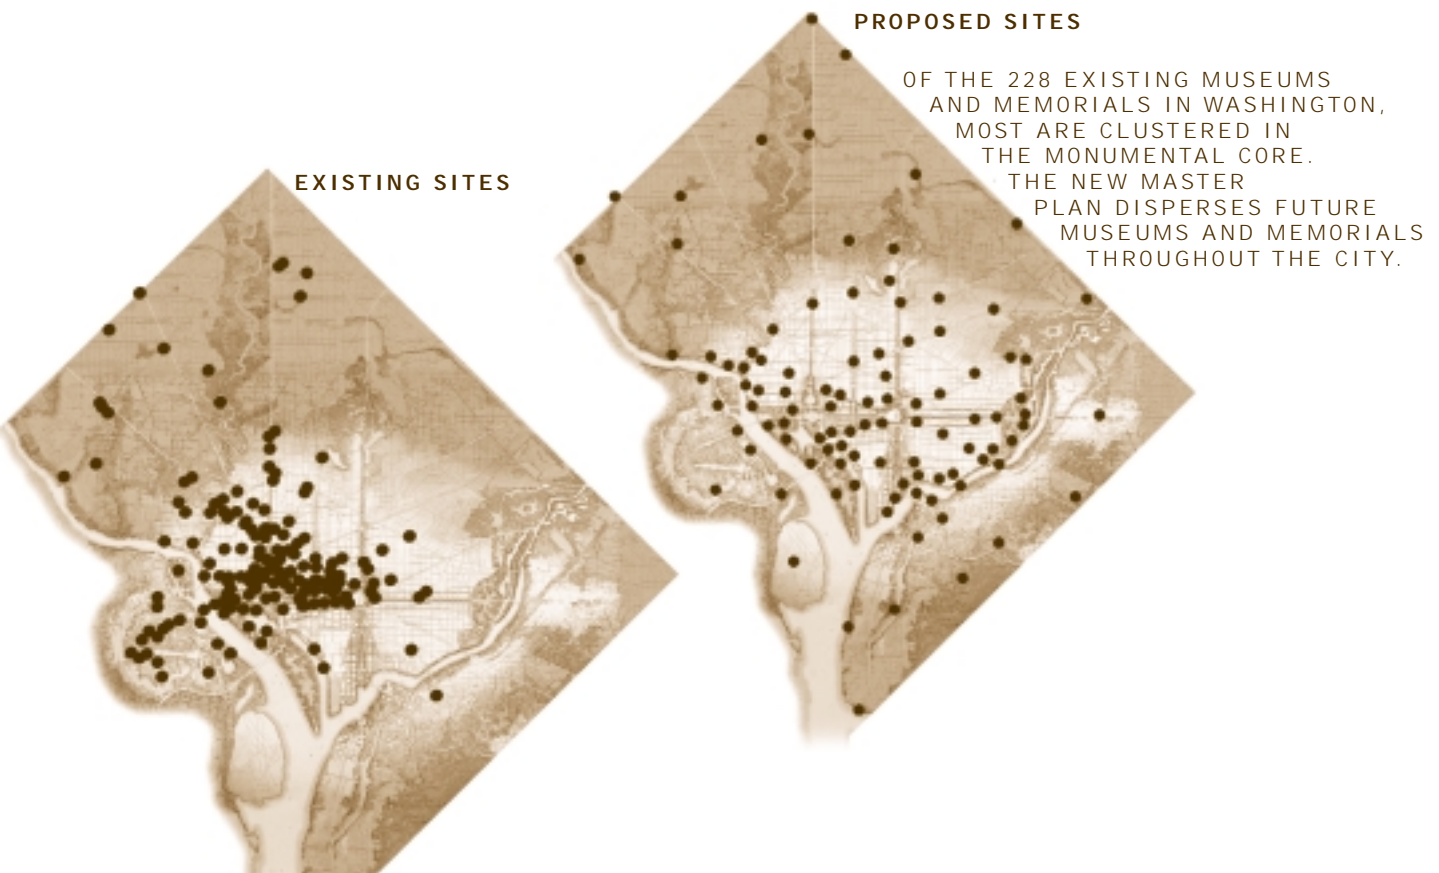 PROPOSED SITES
OF THE 228 EXISTING MUSEUMS
AND MEMORIALS IN WASHINGTON,
MOST ARE CLUSTERED IN
THE MONUMENTAL CORE.
THE NEW MASTER
PLAN DISPERSES FUTURE
MUSEUMS AND MEMORIALS
THROUGHOUT THE CITY.
EXISTING SITES